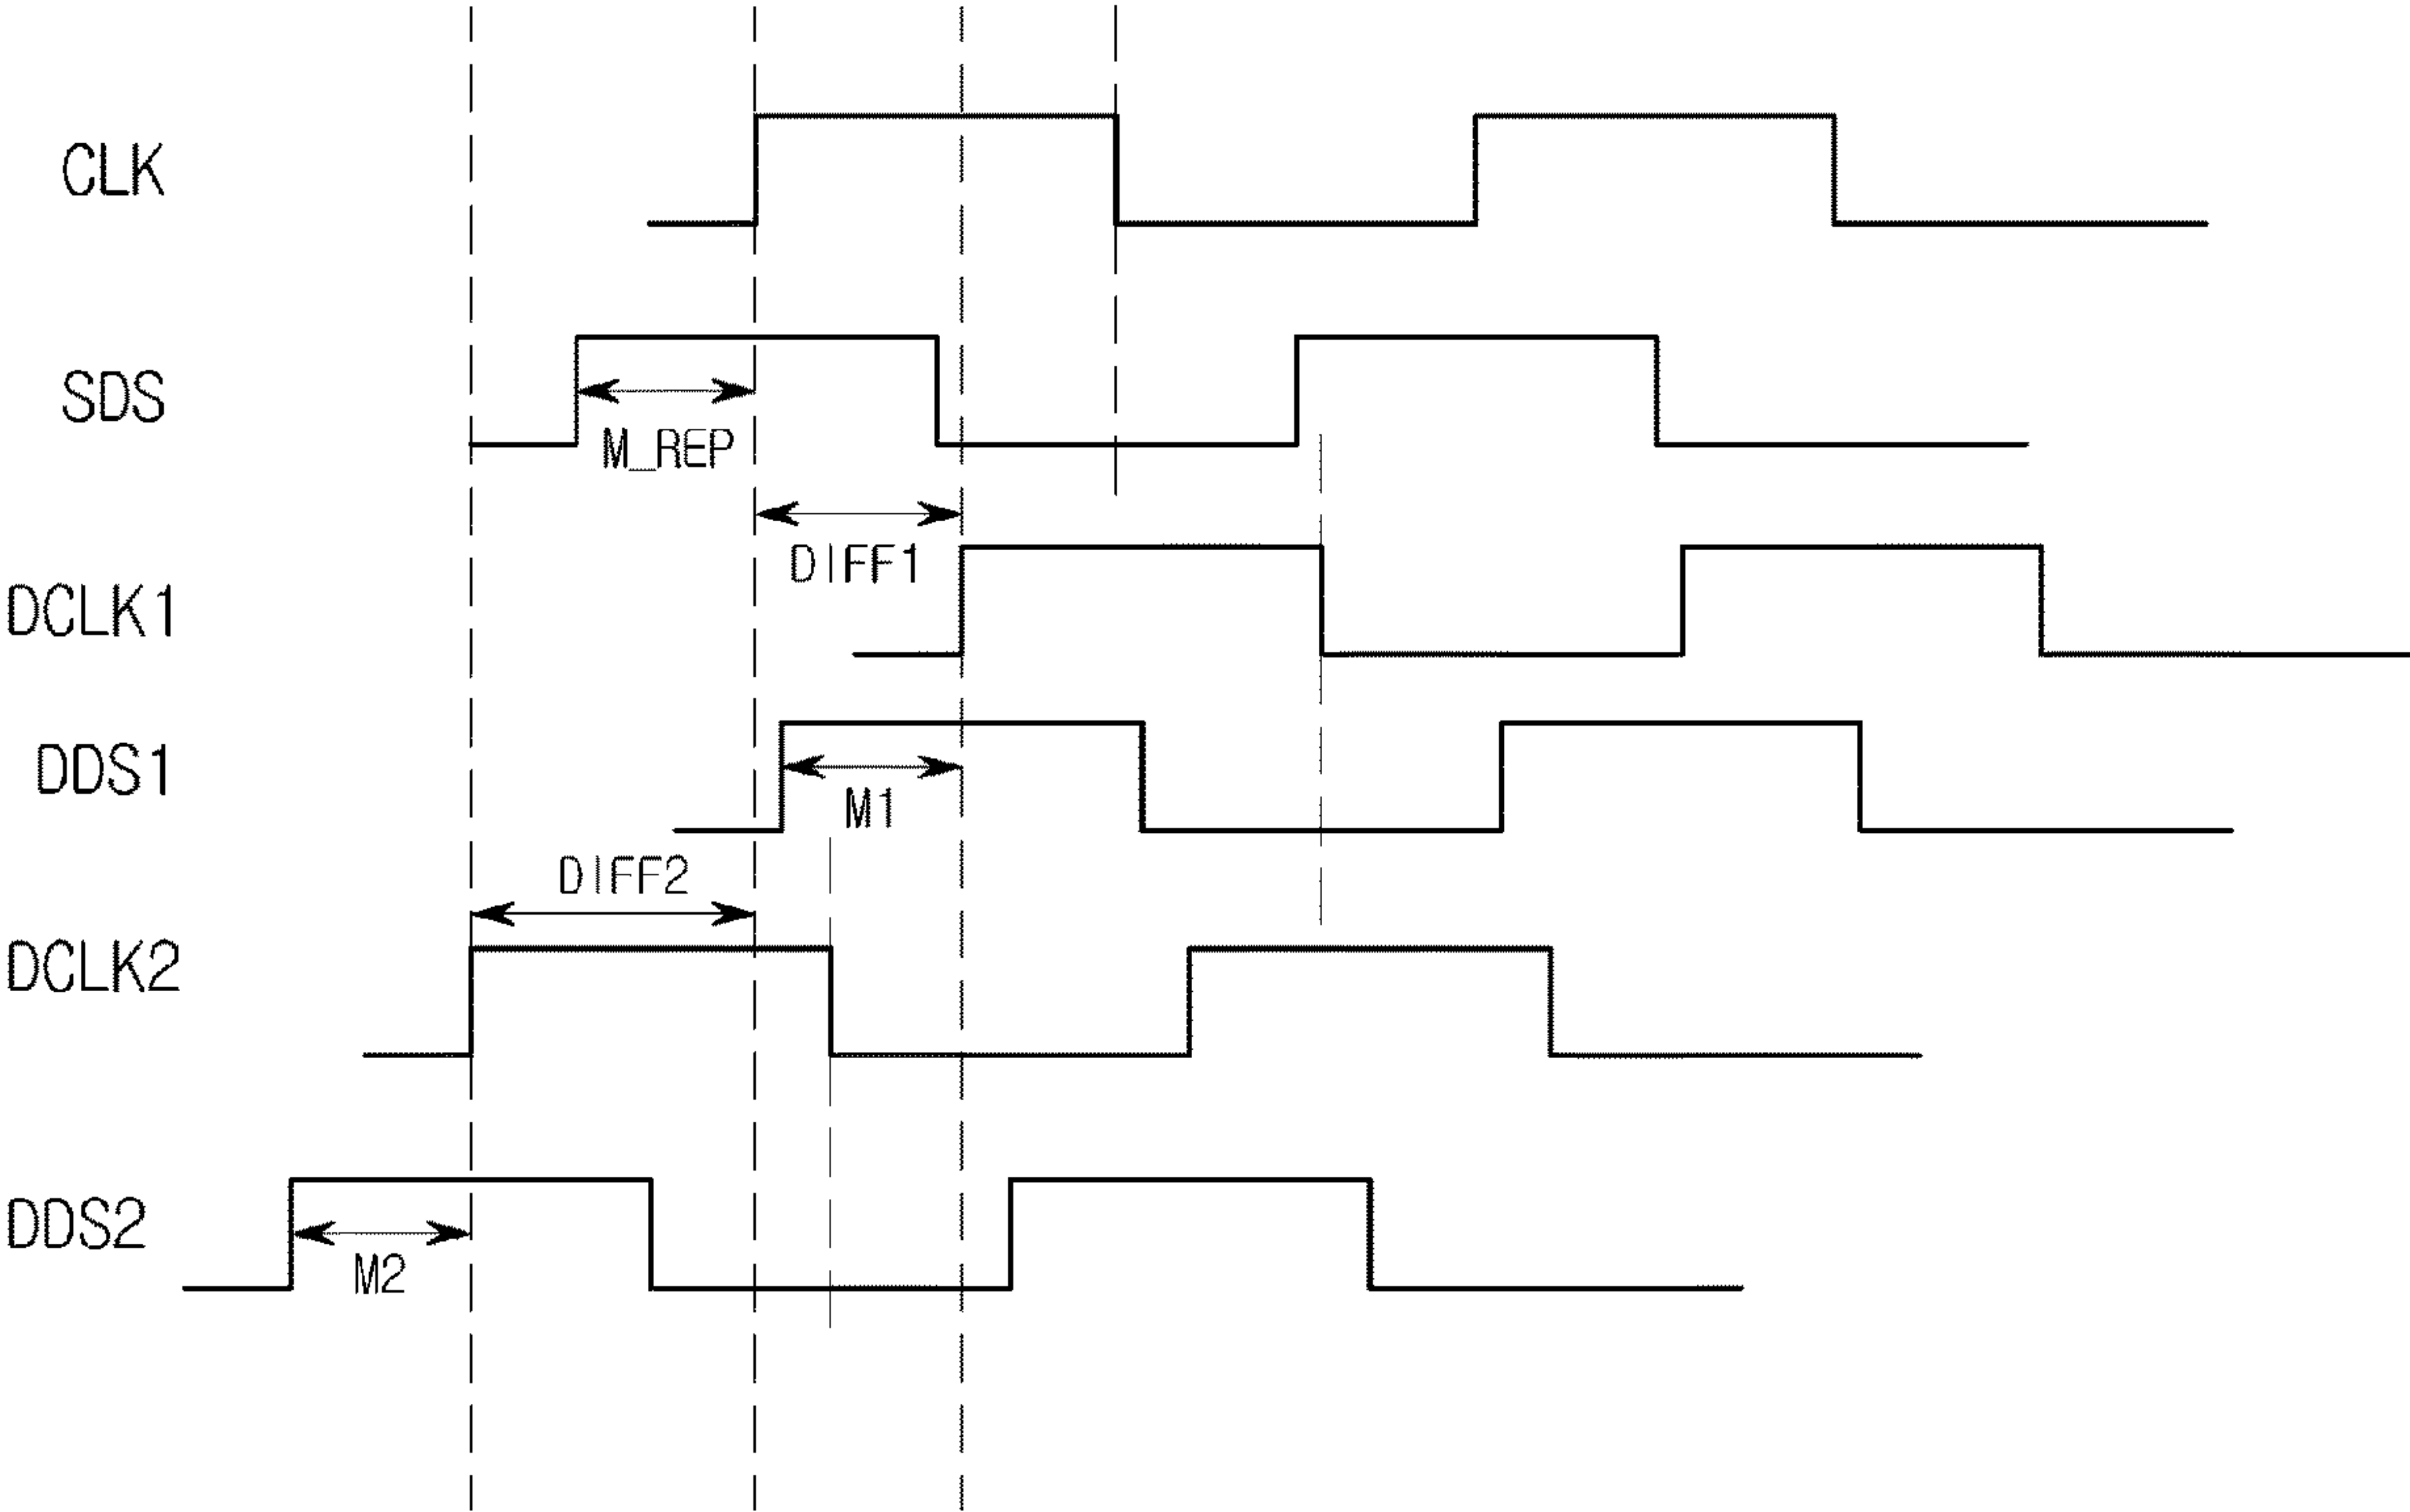 CLK
SDS
M_REP
DIFF1
DCLK1
DDS1
M1
DIFF2
DCLK2
DDS2
M2